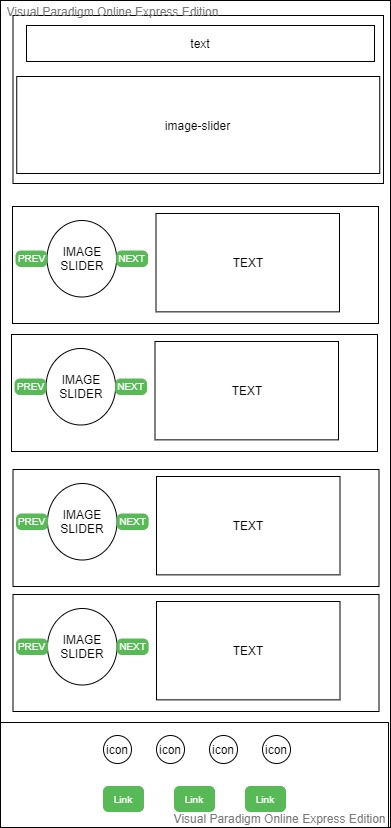 Visual Paradigm Online Express Edition
text
image-slider
PREV
IMAGE
SLIDER
NEXT
TEXT
PREV
IMAGE
SLIDER
NEXT
TEXT
PREV
IMAGE
SLIDER
NEXT
TEXT
PREV
IMAGE
SLIDER
NEXT
TEXT
icon icon icon icon
Link Link Link
Visual Paradigm Online Express Edition